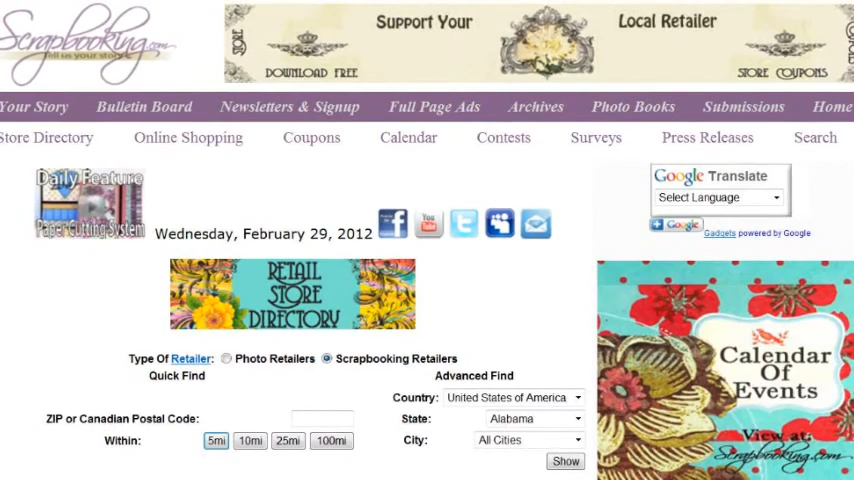 Scrapbooking.com
Tell us your story
Support Your Local Retailer
STORE
DOWNLOAD FREE
STORE COUPONS
Your Story Bulletin Board Newsletters & Signup Full Page Ads Archives Photo Books Submissions Home
Store Directory Online Shopping Coupons Calendar Contests Surveys Press Releases Search
Daily Feature
Paper Cutting System
Wednesday, February 29, 2012
You Tube
Google Translate
Select Language
Google
Gadgets powered by Google
RETAIL
STORE
DIRECTORY
Type Of Retailer: Photo Retailers Scrapbooking Retailers
Quick Find
Advanced Find
Country: United States of America
ZIP or Canadian Postal Code:
State: Alabama
Within: 5mi 10mi 25mi 100mi
City: All Cities
Show
Calendar
Of
Events
View at:
Scrapbooking.com